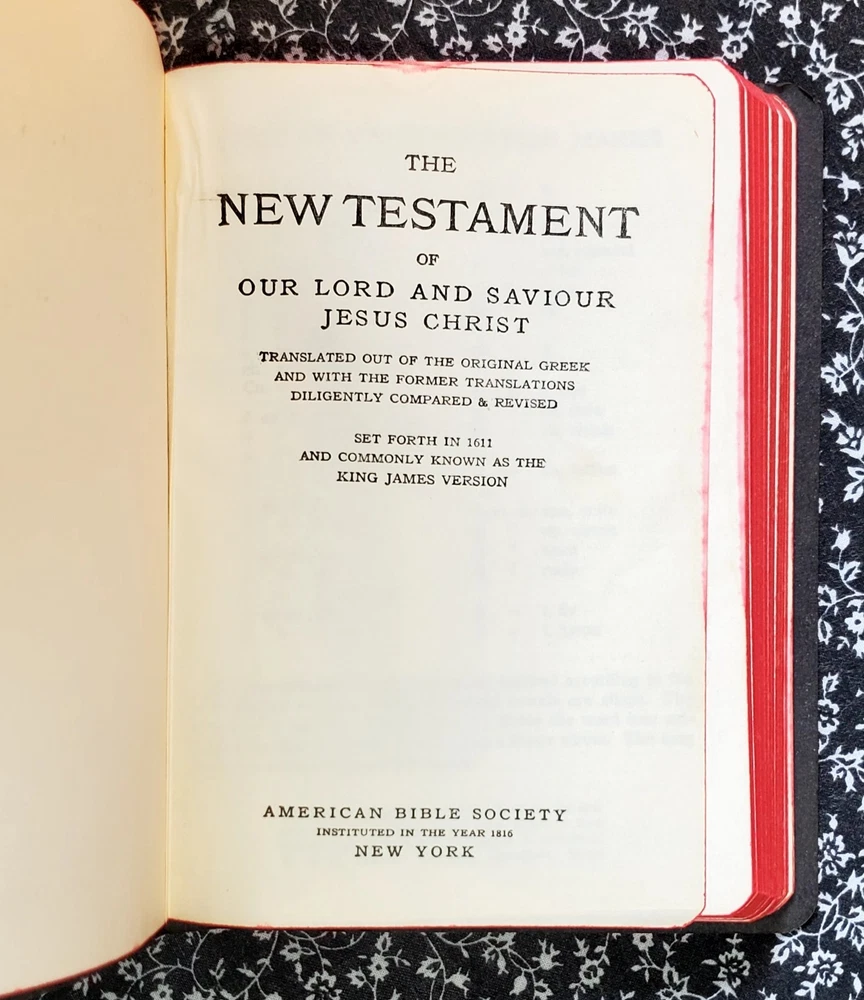 THE
NEW TESTAMENT
OF
OUR LORD AND SAVIOUR
JESUS CHRIST
TRANSLATED OUT OF THE ORIGINAL GREEK
AND WITH THE FORMER TRANSLATIONS
DILIGENTLY COMPARED & REVISED
SET FORTH IN 1611
AND COMMONLY KNOWN AS THE
KING JAMES VERSION
AMERICAN BIBLE SOCIETY
INSTITUTED IN THE YEAR 1816
NEW YORK